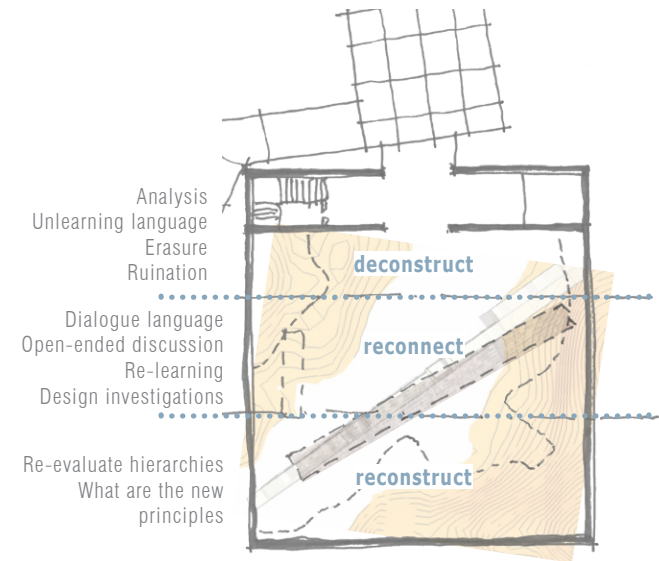 Analysis
Unlearning language
Erasure
Ruination
deconstruct
Dialogue language
Open-ended discussion
Re-learning
Design investigations
reconnect
Re-evaluate hierarchies
What are the new
principles
reconstruct